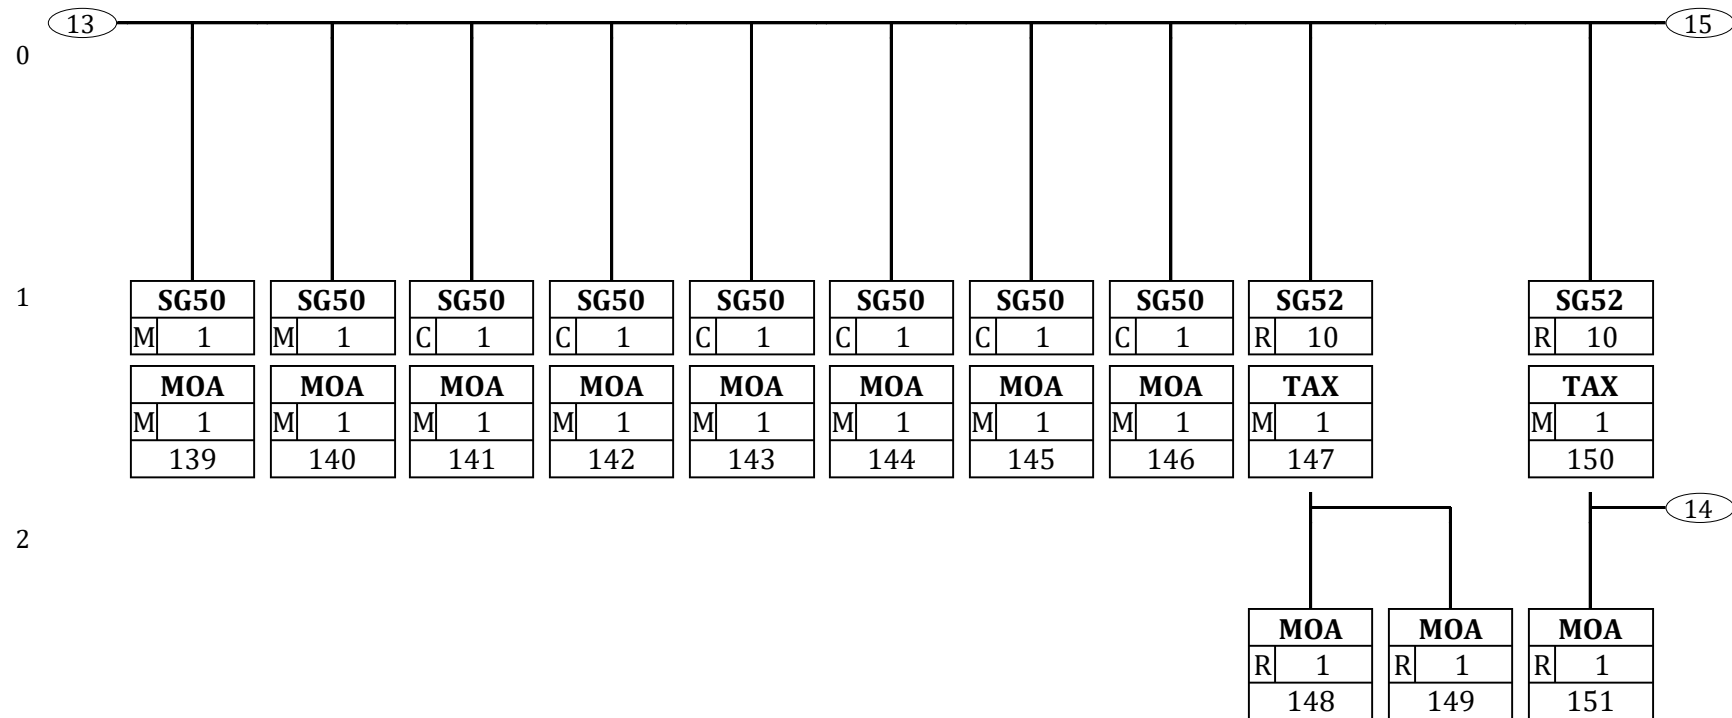 13 15
0
1 SG50 SG50 SG50 SG50 SG50 SG50 SG50 SG50 SG52 SG52
M 1 M 1 C 1 C 1 C 1 C 1 C 1 C 1 R 10 R 10
MOA MOA MOA MOA MOA MOA MOA MOA TAX TAX
M 1 M 1 M 1 M 1 M 1 M 1 M 1 M 1 M 1 M 1
139 140 141 142 143 144 145 146 147 150
14
2
MOA MOA MOA
R 1 R 1 R 1
148 149 151